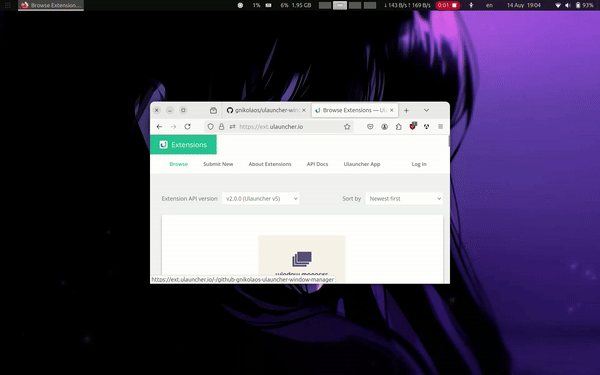 Browse Extension...
1%
6% 1.95 GB
↓ 143 B/s ↑ 169 B/s
0:01
en
14 Αυγ 19:04
93%
gnikolaos/ulauncher-win
Browse Extensions — Ul
https://ext.ulauncher.io
Extensions
Browse
Submit New
About Extensions
API Docs
Ulauncher App
Log In
Extension API version
v2.0.0 (Ulauncher v5)
Sort by
Newest first
window manager
https://ext.ulauncher.io/-/github-gnikolaos-ulauncher-window-manager